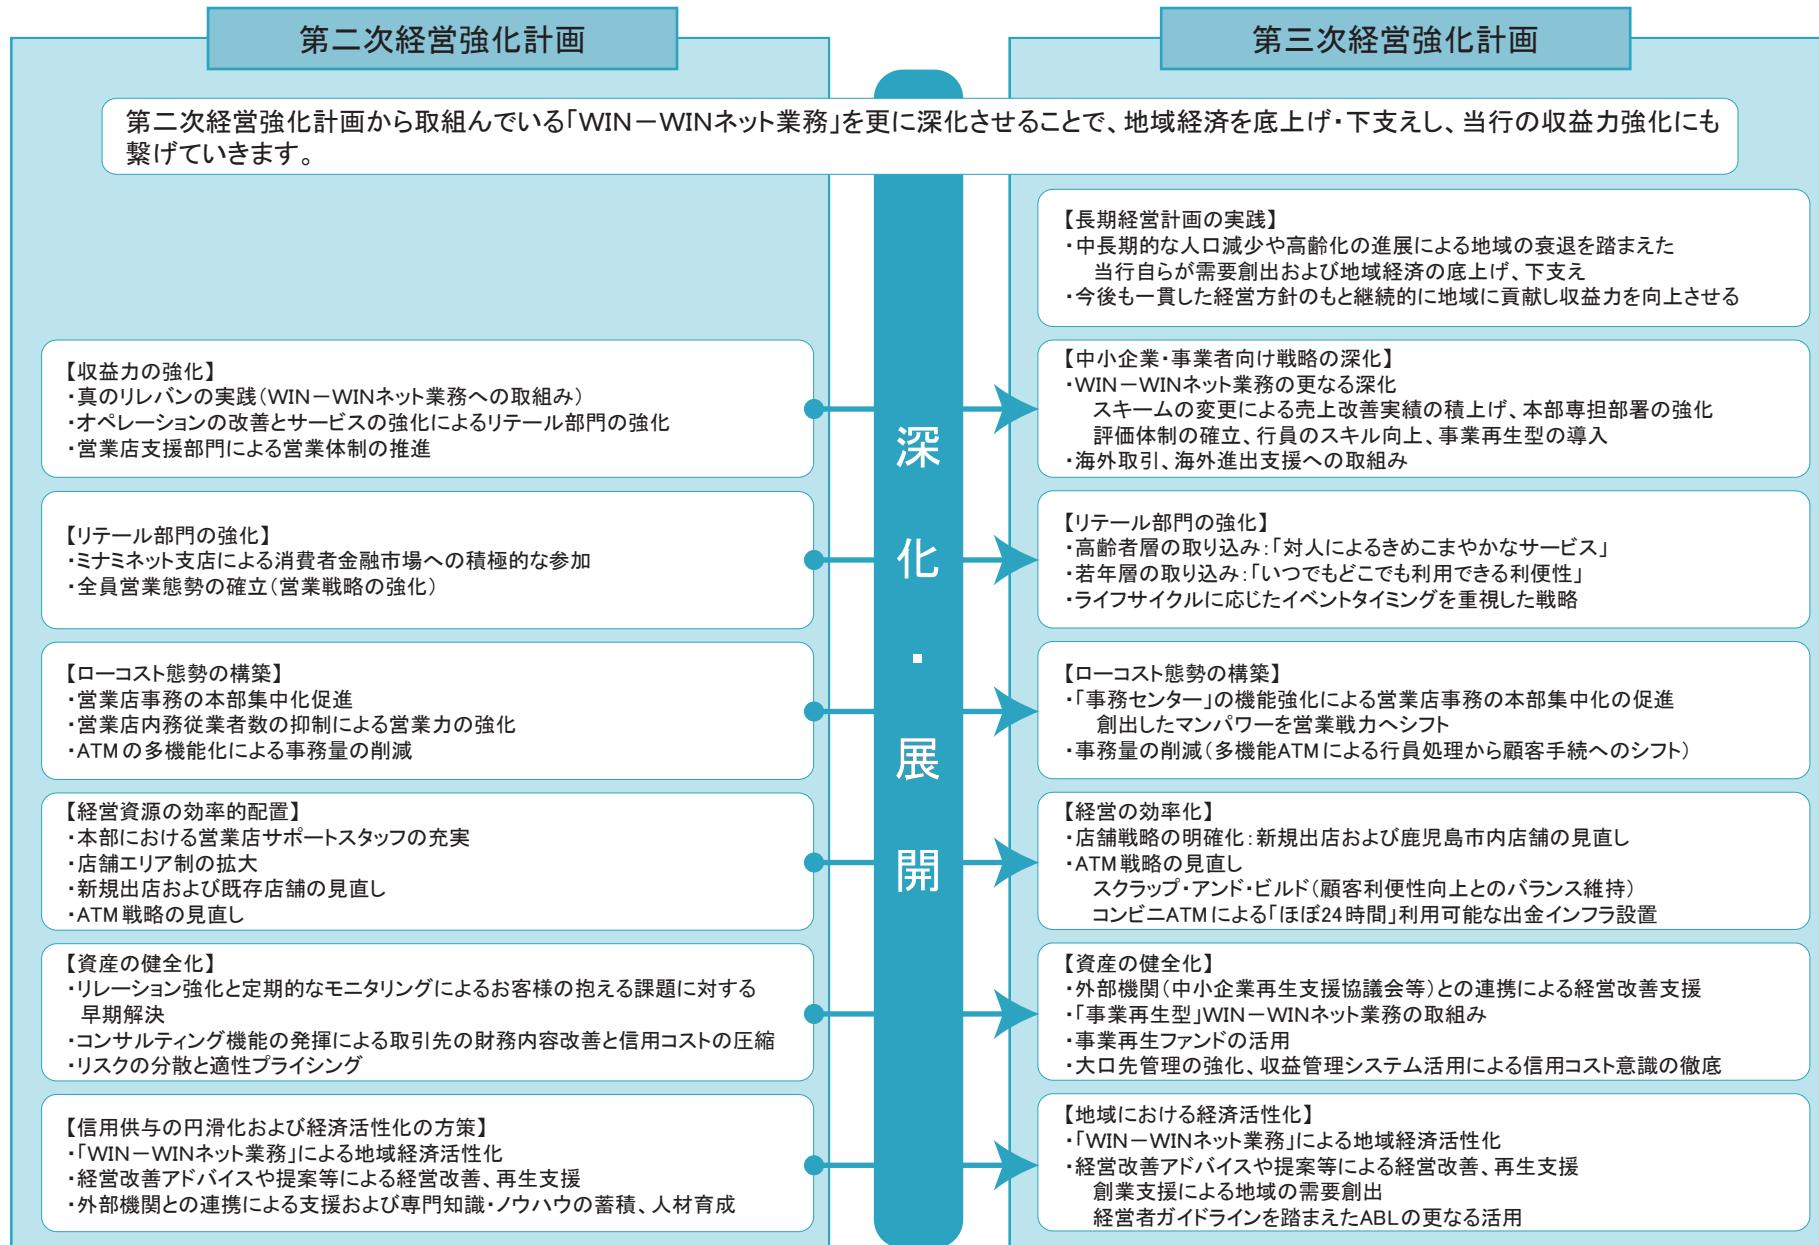 第二次経営強化計画
第三次経営強化計画
第二次経営強化計画から取組んでいる「WIN－WINネット業務」を更に深化させることで、地域経済を底上げ・下支えし、当行の収益力強化にも
繋げていきます。
深化・展開
【収益力の強化】
・真のリレバンの実践（WIN－WINネット業務への取組み）
・オペレーションの改善とサービスの強化によるリテール部門の強化
・営業店支援部門による営業体制の推進
【リテール部門の強化】
・ミナミネット支店による消費者金融市場への積極的な参加
・全員営業態勢の確立（営業戦略の強化）
【ローコスト態勢の構築】
・営業店事務の本部集中化促進
・営業店内務従業者数の抑制による営業力の強化
・ATMの多機能化による事務量の削減
【経営資源の効率的配置】
・本部における営業店サポートスタッフの充実
・店舗エリア制の拡大
・新規出店および既存店舗の見直し
・ATM戦略の見直し
【資産の健全化】
・リレーション強化と定期的なモニタリングによるお客様の抱える課題に対する
早期解決
・コンサルティング機能の発揮による取引先の財務内容改善と信用コストの圧縮
・リスクの分散と適性プライシング
【信用供与の円滑化および経済活性化の方策】
・「WIN－WINネット業務」による地域経済活性化
・経営改善アドバイスや提案等による経営改善、再生支援
・外部機関との連携による支援および専門知識・ノウハウの蓄積、人材育成
【長期経営計画の実践】
・中長期的な人口減少や高齢化の進展による地域の衰退を踏まえた
当行自らが需要創出および地域経済の底上げ、下支え
・今後も一貫した経営方針のもと継続的に地域に貢献し収益力を向上させる
【中小企業・事業者向け戦略の深化】
・WIN－WINネット業務の更なる深化
スキームの変更による売上改善実績の積上げ、本部専担部署の強化
評価体制の確立、行員のスキル向上、事業再生型の導入
・海外取引、海外進出支援への取組み
【リテール部門の強化】
・高齢者層の取り込み：「対人によるきめこまやかなサービス」
・若年層の取り込み：「いつでもどこでも利用できる利便性」
・ライフサイクルに応じたイベントタイミングを重視した戦略
【ローコスト態勢の構築】
・「事務センター」の機能強化による営業店事務の本部集中化の促進
創出したマンパワーを営業戦力へシフト
・事務量の削減（多機能ATMによる行員処理から顧客手続へのシフト）
【経営の効率化】
・店舗戦略の明確化：新規出店および鹿児島市内店舗の見直し
・ATM戦略の見直し
スクラップ・アンド・ビルド（顧客利便性向上とのバランス維持）
コンビニATMによる「ほぼ24時間」利用可能な出金インフラ設置
【資産の健全化】
・外部機関（中小企業再生支援協議会等）との連携による経営改善支援
・「事業再生型」WIN－WINネット業務の取組み
・事業再生ファンドの活用
・大口先管理の強化、収益管理システム活用による信用コスト意識の徹底
【地域における経済活性化】
・「WIN－WINネット業務」による地域経済活性化
・経営改善アドバイスや提案等による経営改善、再生支援
創業支援による地域の需要創出
経営者ガイドラインを踏まえたABLの更なる活用